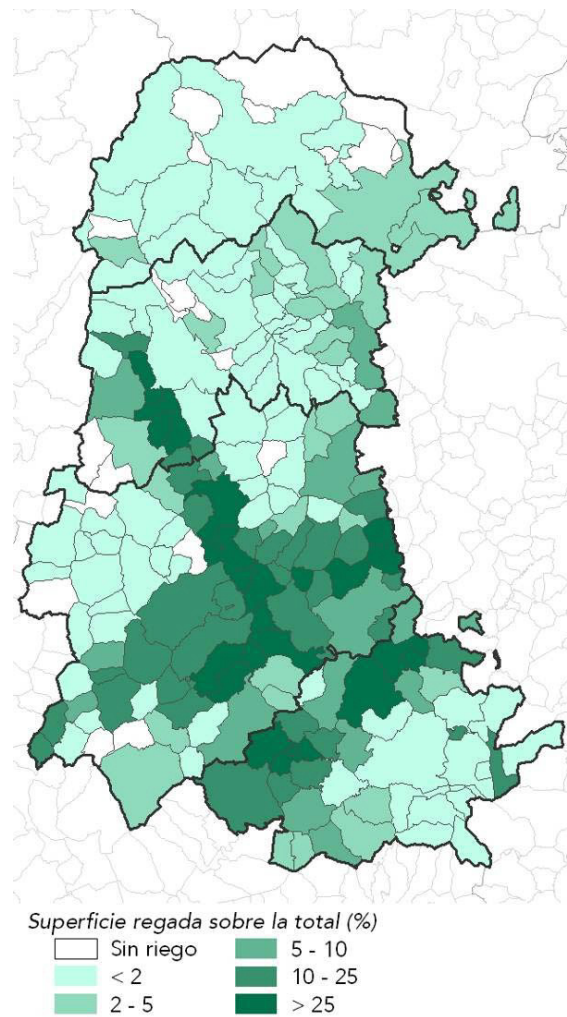 Superficie regada sobre la total (%)
Sin riego
< 2
2 - 5
5 - 10
10 - 25
> 25